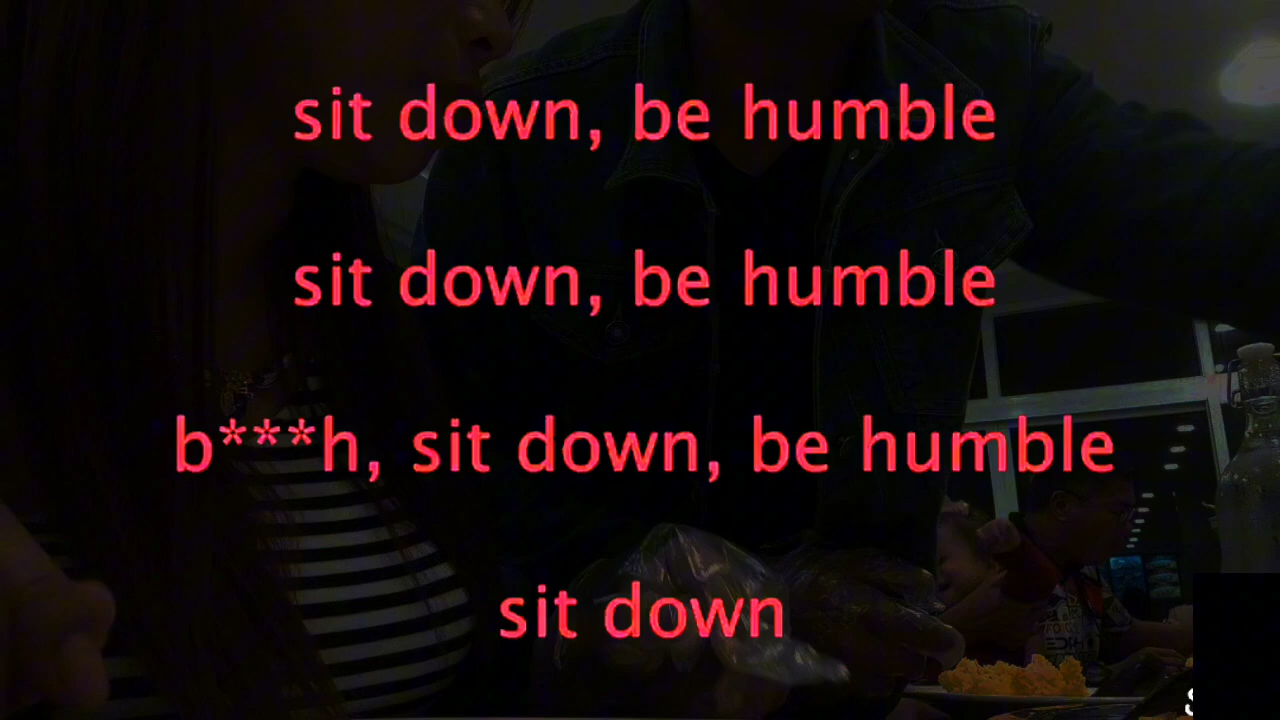 sit down, be humble
sit down, be humble
b***h, sit down, be humble
sit down